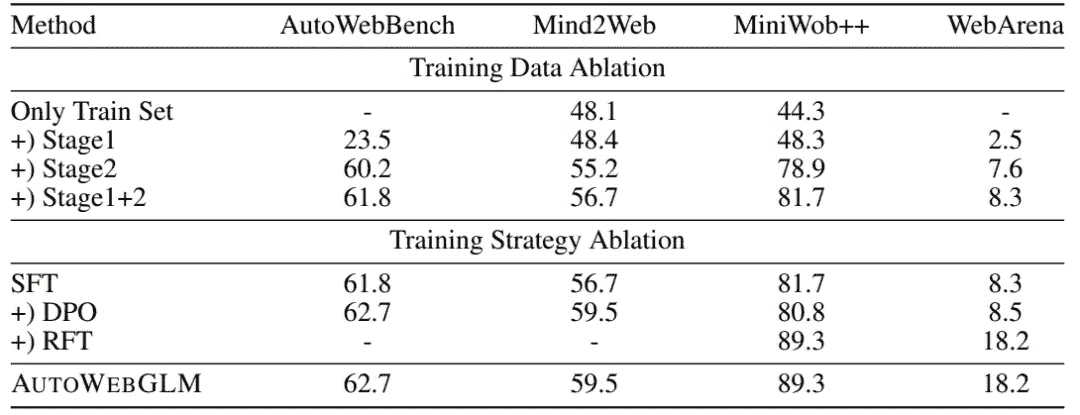 Method AutoWebBench Mind2Web MiniWob++ WebArena
Training Data Ablation
Only Train Set - 48.1 44.3 -
+) Stage1 23.5 48.4 48.3 2.5
+) Stage2 60.2 55.2 78.9 7.6
+) Stage1+2 61.8 56.7 81.7 8.3
Training Strategy Ablation
SFT 61.8 56.7 81.7 8.3
+) DPO 62.7 59.5 80.8 8.5
+) RFT - - 89.3 18.2
AUTOWEBGLM 62.7 59.5 89.3 18.2